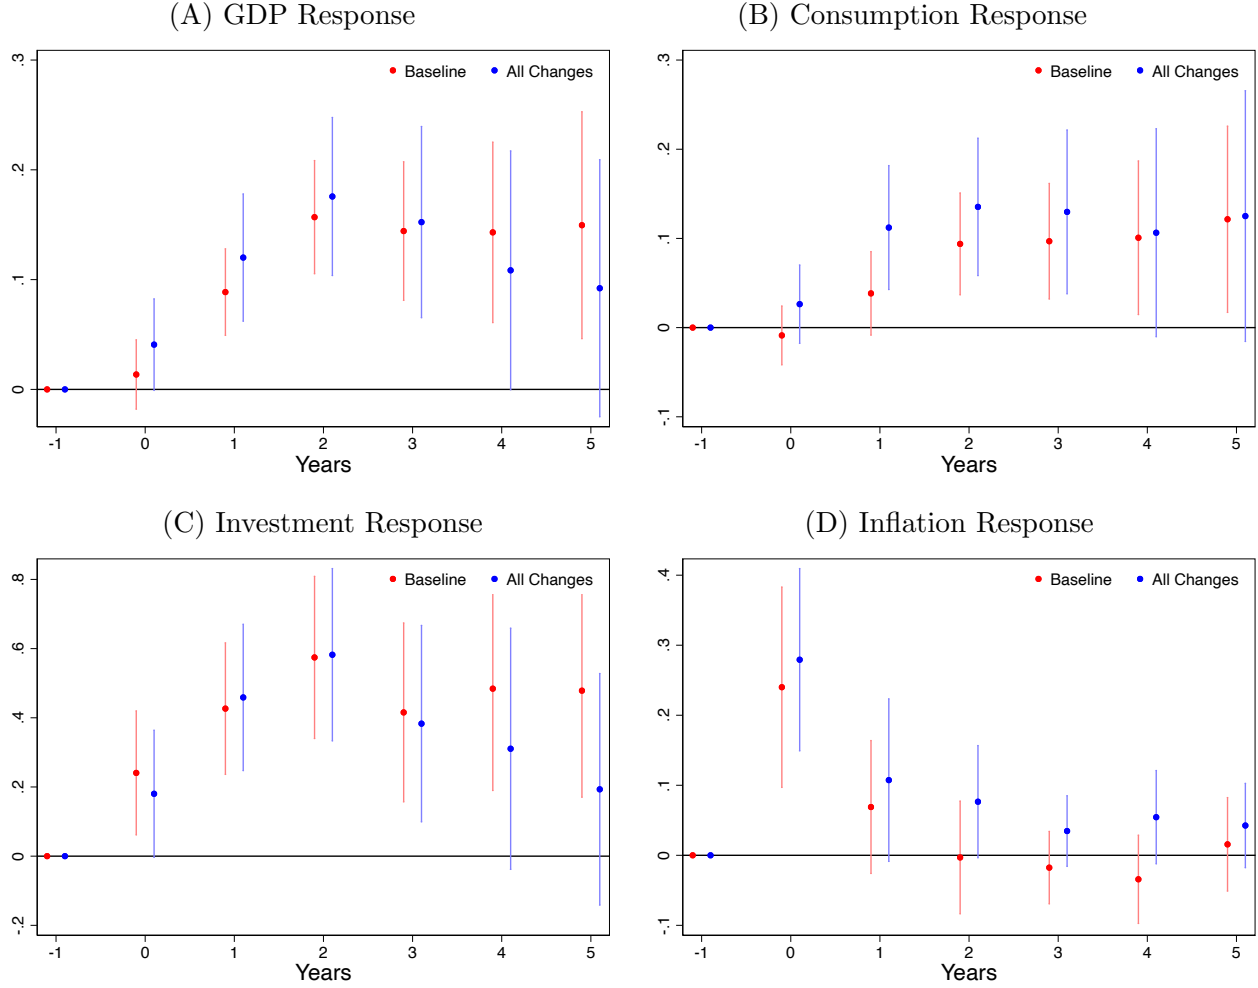 (A) GDP Response
Baseline All Changes
.3
.2
.1
0
-1 0 1 2 3 4 5
Years
(B) Consumption Response
Baseline All Changes
.3
.2
.1
0
-.1
-1 0 1 2 3 4 5
Years
(C) Investment Response
Baseline All Changes
.8
.6
.4
.2
0
-.2
-1 0 1 2 3 4 5
Years
(D) Inflation Response
Baseline All Changes
.4
.3
.2
.1
0
-.1
-1 0 1 2 3 4 5
Years